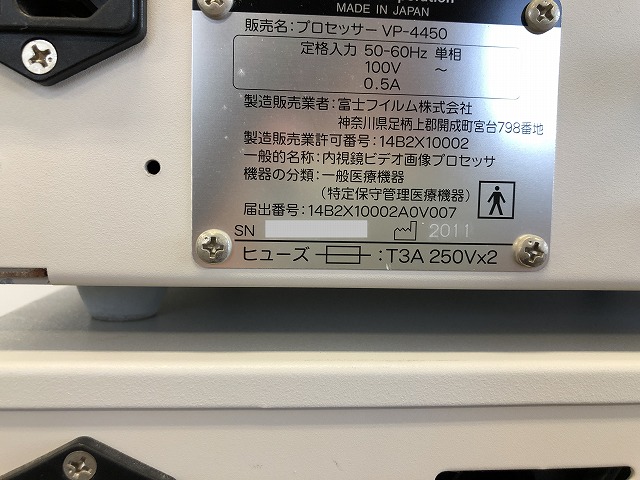 MADE IN JAPAN
販売名:プロセッサー VP-4450
定格入力 50-60Hz 単相
100V ～
0.5A
製造販売業者:富士フイルム株式会社
神奈川県足柄上郡開成町宮台798番地
製造販売業許可番号:14B2X10002
一般的名称:内視鏡ビデオ画像プロセッサ
機器の分類:一般医療機器
(特定保守管理医療機器)
届出番号:14B2X10002A0V007
SN 2011
ヒューズ :T3A 250Vx2